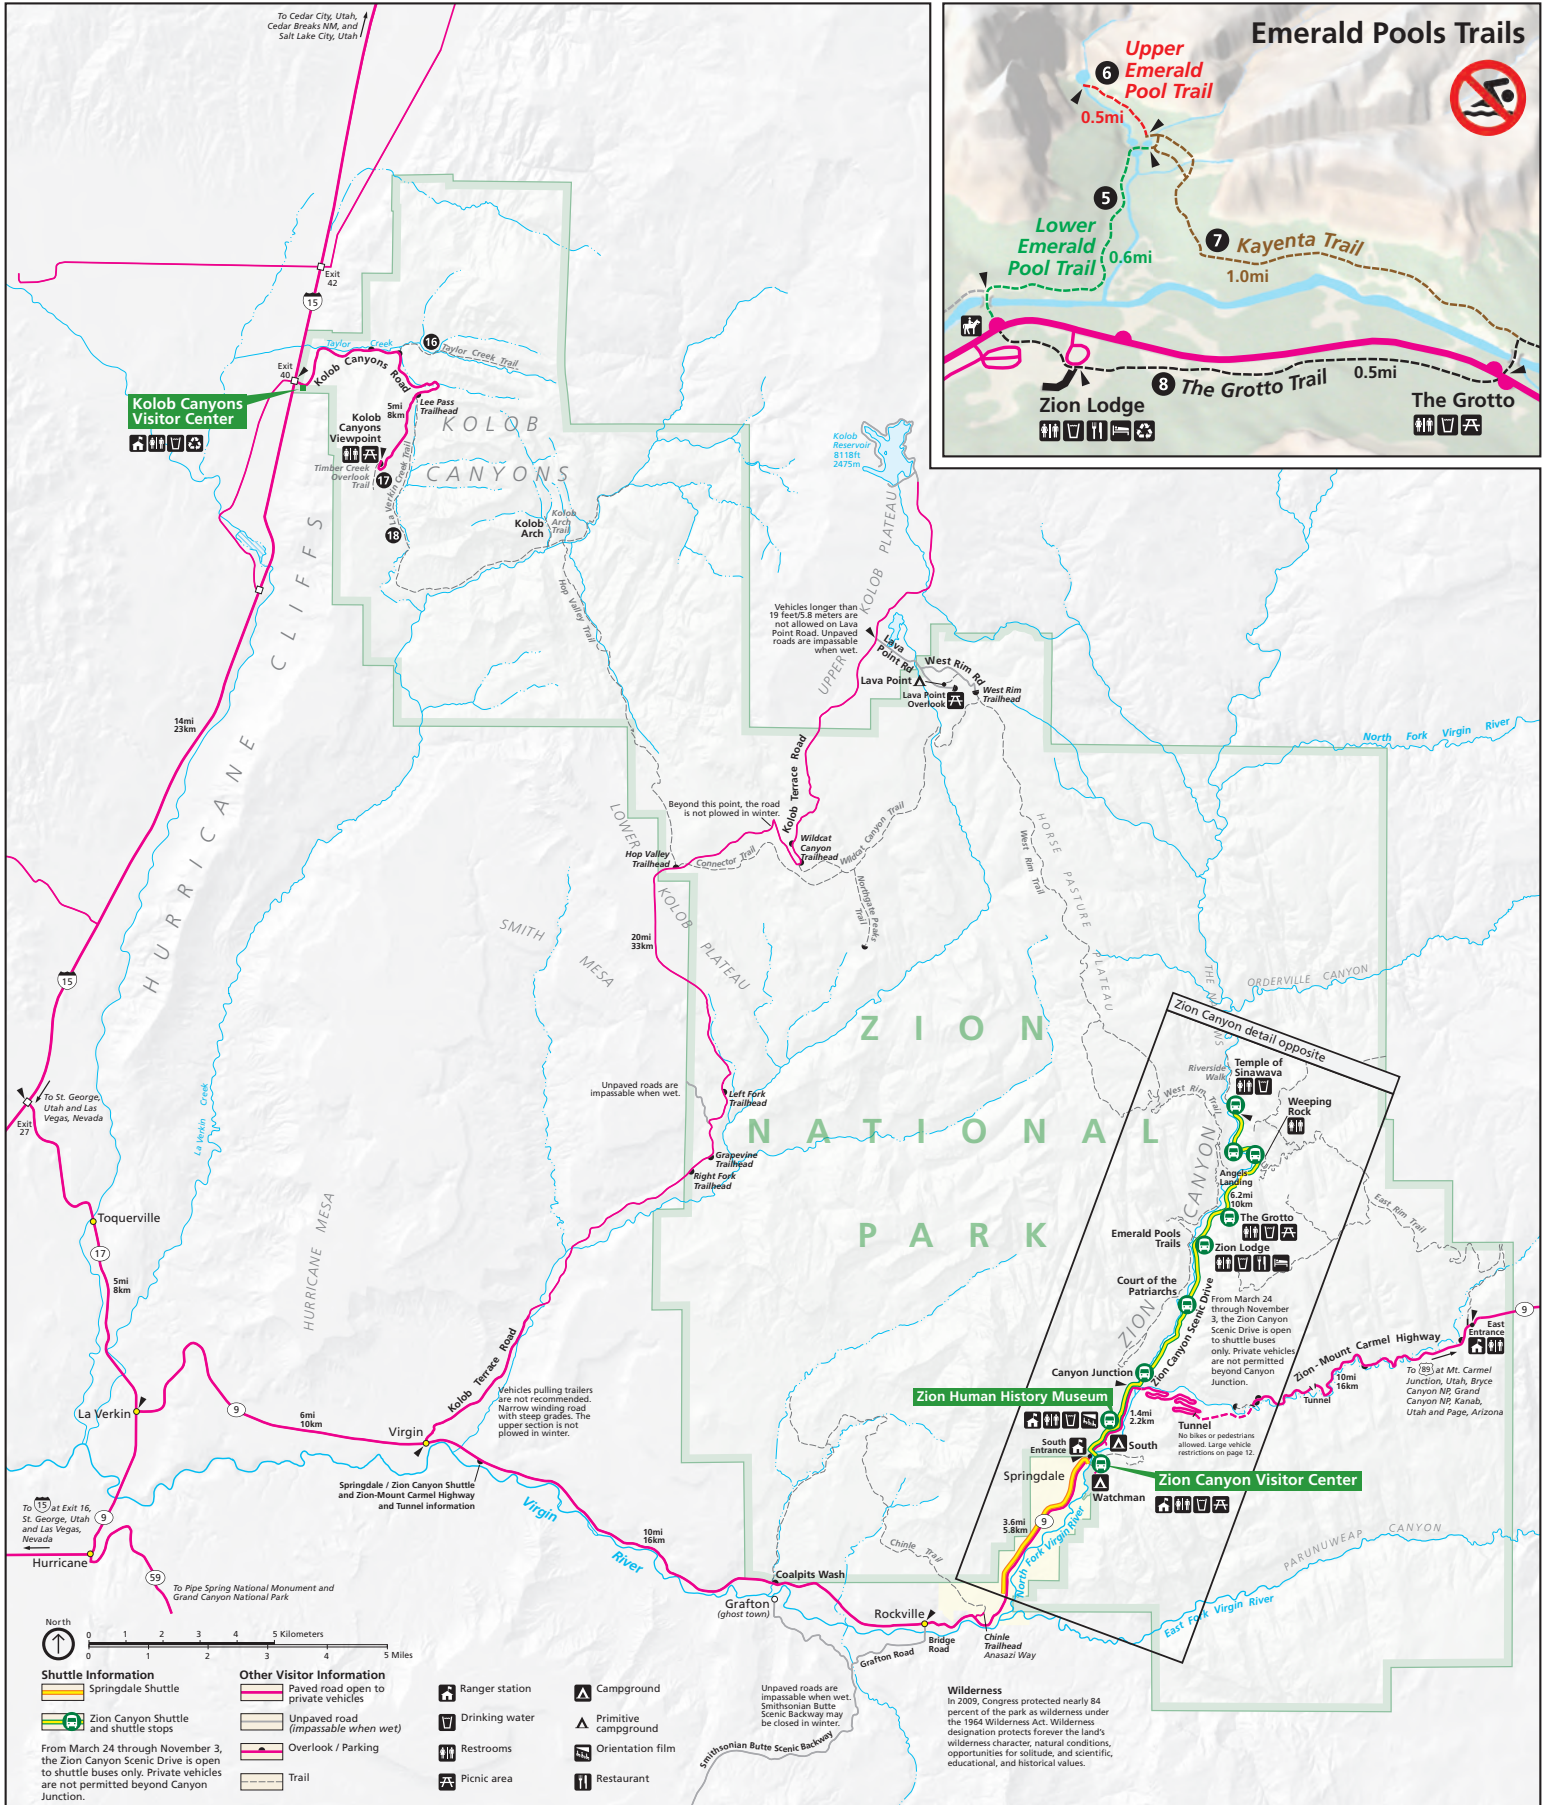 To Cedar City, Utah,
Cedar Breaks NM, and
Salt Lake City, Utah
Emerald Pools Trails
6
Upper
Emerald
Pool Trail
0.5mi
5
Lower
Emerald
Pool Trail
0.6mi
7
Kayenta Trail
1.0mi
8
The Grotto Trail
0.5mi
Zion Lodge
The Grotto
Exit
42
15
Taylor Creek
16
Taylor Creek Trail
Exit
40
Kolob Canyons Road
Kolob Canyons
Visitor Center
5mi
8km
Lee Pass
Trailhead
Kolob
Canyons
Viewpoint
KOLOB
CANYONS
Timber Creek
Overlook
Trail
17
La Verkin Creek Trail
18
Kolob
Arch
Kolob
Arch
Trail
Hop Valley Trail
Kolob
Reservoir
8118ft
2475m
UPPER KOLOB PLATEAU
Vehicles longer than
19 feet/5.8 meters are
not allowed on Lava
Point Road. Unpaved
roads are impassable
when wet.
Lava
Point Rd
West Rim Rd
Lava Point
Lava Point
Overlook
West Rim
Trailhead
North Fork Virgin River
HURRICANE CLIFFS
14mi
23km
Kolob Terrace Road
Beyond this point, the road
is not plowed in winter.
LOWER
KOLOB
PLATEAU
Hop Valley
Trailhead
Connector Trail
Wildcat
Canyon
Trailhead
Wildcat Canyon Trail
Northgate Peaks
Trail
West Rim Trail
HORSE PASTURE PLATEAU
SMITH
MESA
20mi
33km
15
ORDERVILLE CANYON
THE NARROWS
Zion Canyon detail opposite
ZION
NATIONAL
PARK
Unpaved roads are
impassable when wet.
Left Fork
Trailhead
Grapevine
Trailhead
Right Fork
Trailhead
Exit
27
To St. George,
Utah and Las
Vegas, Nevada
La Verkin Creek
HURRICANE MESA
Toquerville
17
5mi
8km
La Verkin
9
6mi
10km
Virgin
Kolob Terrace Road
Vehicles pulling trailers
are not recommended.
Narrow winding road
with steep grades. The
upper section is not
plowed in winter.
Springdale / Zion Canyon Shuttle
and Zion-Mount Carmel Highway
and Tunnel information
To 15 at Exit 16,
St. George, Utah
and Las Vegas,
Nevada
9
Hurricane
59
To Pipe Spring National Monument and
Grand Canyon National Park
Virgin
River
10mi
16km
Coalpits Wash
Grafton
(ghost town)
Rockville
Bridge
Road
Grafton Road
Chinle
Trailhead
Anasazi Way
Chinle Trail
Riverside
Walk
Temple of
Sinawava
Weeping
Rock
West Rim Trail
Angels
Landing
6.2mi
10km
The Grotto
East Rim Trail
Emerald Pools
Trails
Zion Lodge
Court of the
Patriarchs
ZION CANYON
Zion Canyon Scenic Drive
From March 24
through November
3, the Zion Canyon
Scenic Drive is open
to shuttle buses
only. Private vehicles
are not permitted
beyond Canyon
Junction.
Canyon Junction
Zion Human History Museum
1.4mi
2.2km
Tunnel
No bikes or pedestrians
allowed. Large vehicle
restrictions on page 12.
Zion-Mount Carmel Highway
Tunnel
10mi
16km
9
East
Entrance
To 89 at Mt. Carmel
Junction, Utah, Bryce
Canyon NP, Grand
Canyon NP, Kanab,
Utah and Page, Arizona
South
Entrance
South
Springdale
Zion Canyon Visitor Center
Watchman
3.6mi
5.8km
9
North Fork Virgin River
PARUNUWEAP CANYON
East Fork Virgin River
North
0 1 2 3 4 5 Kilometers
0 1 2 3 4 5 Miles
Shuttle Information
Springdale Shuttle
Zion Canyon Shuttle
and shuttle stops
From March 24 through November 3,
the Zion Canyon Scenic Drive is open
to shuttle buses only. Private vehicles
are not permitted beyond Canyon
Junction.
Other Visitor Information
Paved road open to
private vehicles
Unpaved road
(impassable when wet)
Overlook / Parking
Trail
Ranger station
Drinking water
Restrooms
Picnic area
Campground
Primitive
campground
Orientation film
Restaurant
Unpaved roads are
impassable when wet.
Smithsonian Butte
Scenic Backway may
be closed in winter.
Smithsonian Butte Scenic Backway
Wilderness
In 2009, Congress protected nearly 84
percent of the park as wilderness under
the 1964 Wilderness Act. Wilderness
designation protects forever the land's
wilderness character, natural conditions,
opportunities for solitude, and scientific,
educational, and historical values.